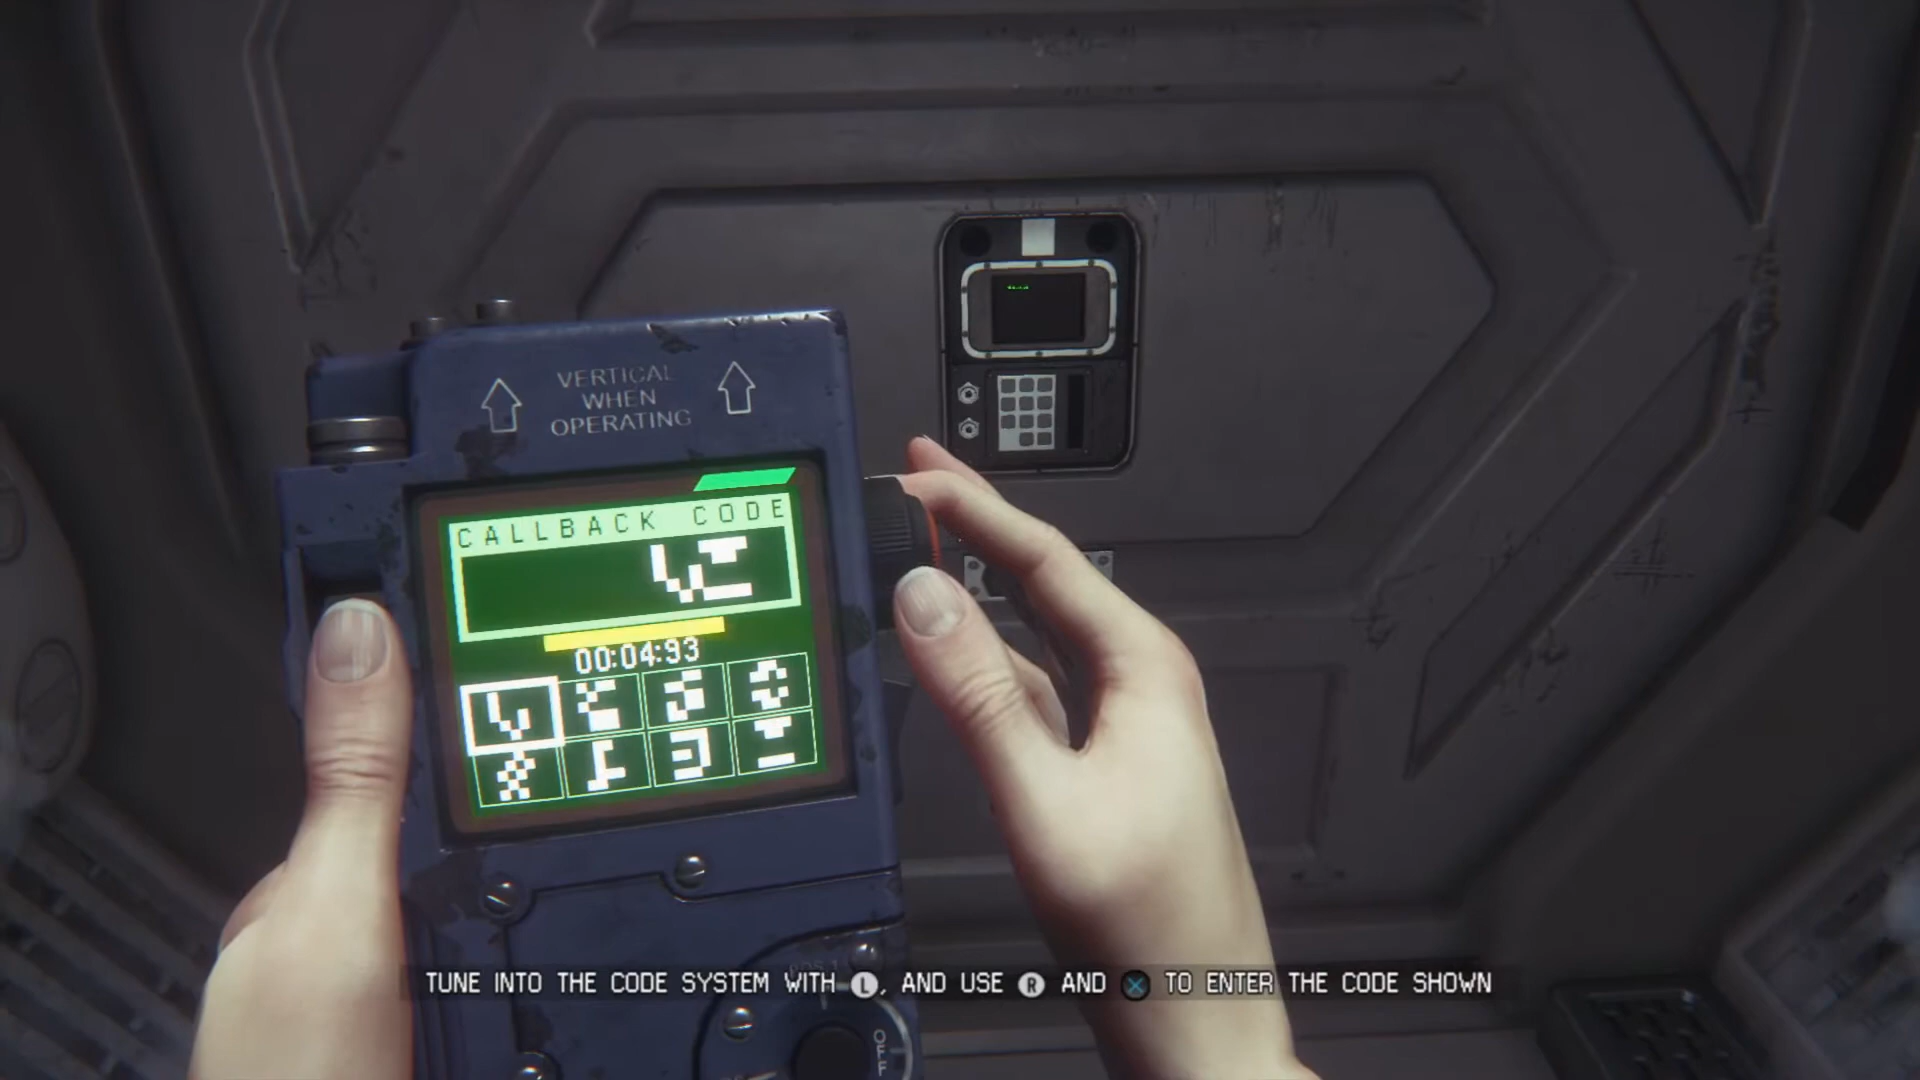 VERTICAL
WHEN
OPERATING
CALLBACK CODE
00:04:93
OFF
TUNE INTO THE CODE SYSTEM WITH L, AND USE R AND X TO ENTER THE CODE SHOWN